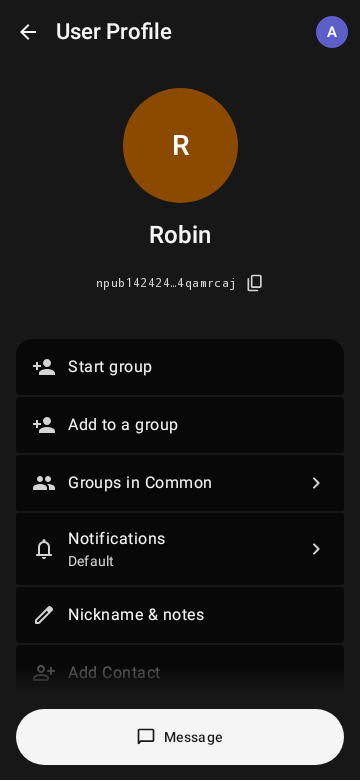 User Profile
A
R
Robin
npub142424…4qamrcaj
Start group
Add to a group
Groups in Common
Notifications
Default
Nickname & notes
Add Contact
Message